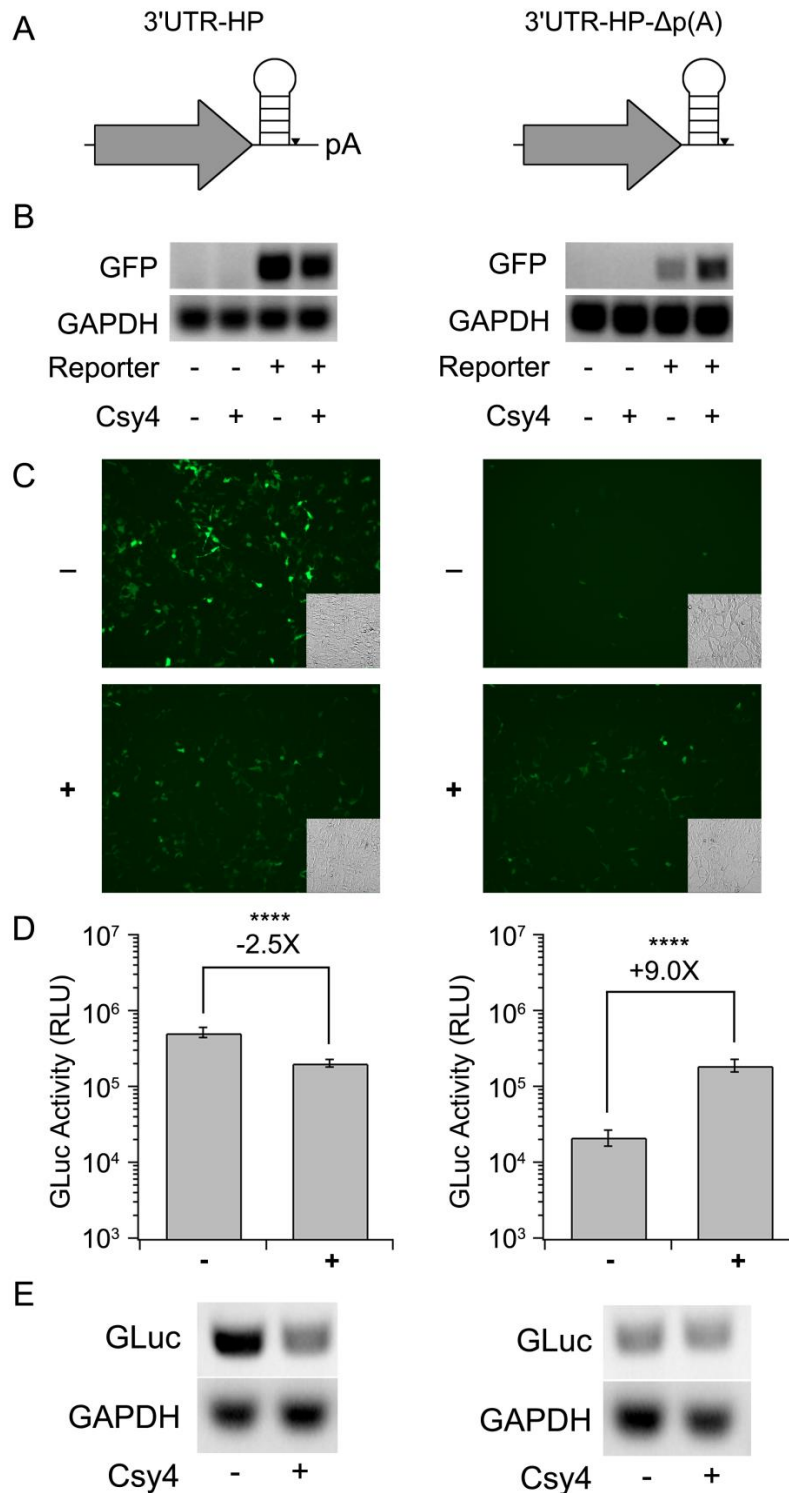 A
3'UTR-HP
3'UTR-HP-Δp(A)
pA
B
GFP
GAPDH
Reporter - - + +
Csy4 - + - +
GFP
GAPDH
Reporter - - + +
Csy4 - + - +
C
–
+
–
+
D
****
-2.5X
GLuc Activity (RLU)
10⁷
10⁶
10⁵
10⁴
10³
- +
****
+9.0X
GLuc Activity (RLU)
10⁷
10⁶
10⁵
10⁴
10³
- +
E
GLuc
GAPDH
Csy4 - +
GLuc
GAPDH
Csy4 - +